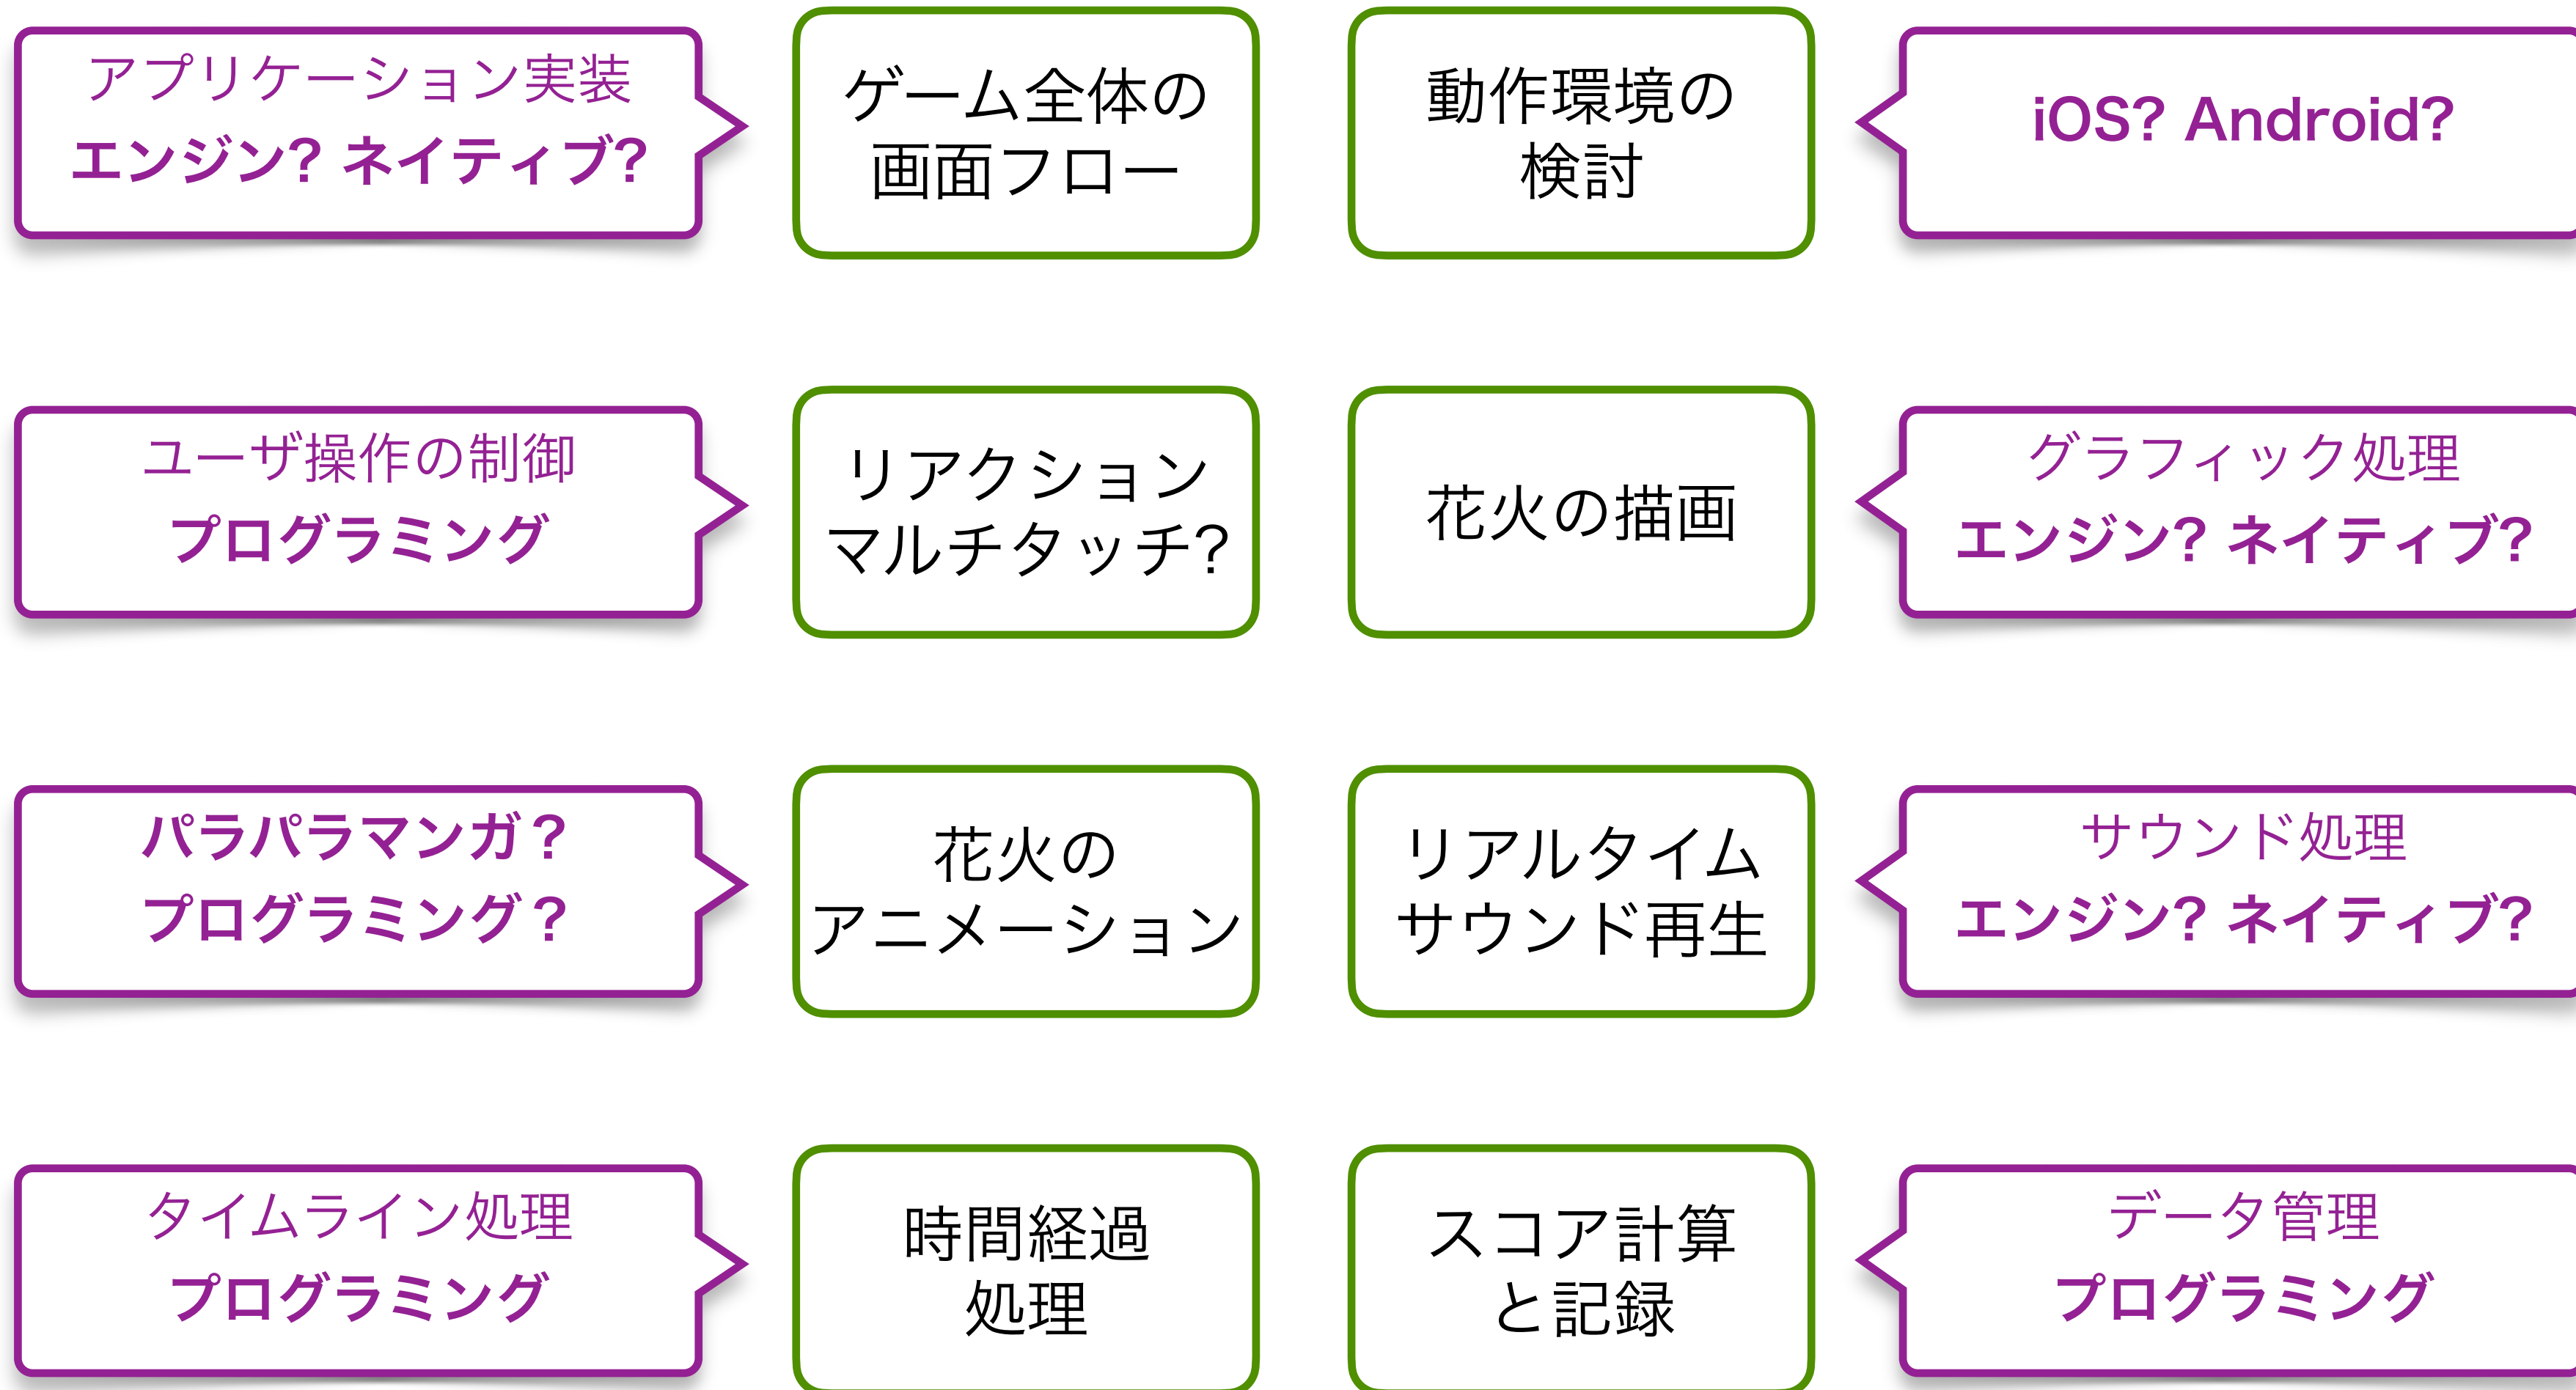 アプリケーション実装
エンジン? ネイティブ?
ゲーム全体の
画面フロー
動作環境の
検討
iOS? Android?
ユーザ操作の制御
プログラミング
リアクション
マルチタッチ?
花火の描画
グラフィック処理
エンジン? ネイティブ?
パラパラマンガ？
プログラミング？
花火の
アニメーション
リアルタイム
サウンド再生
サウンド処理
エンジン? ネイティブ?
タイムライン処理
プログラミング
時間経過
処理
スコア計算
と記録
データ管理
プログラミング